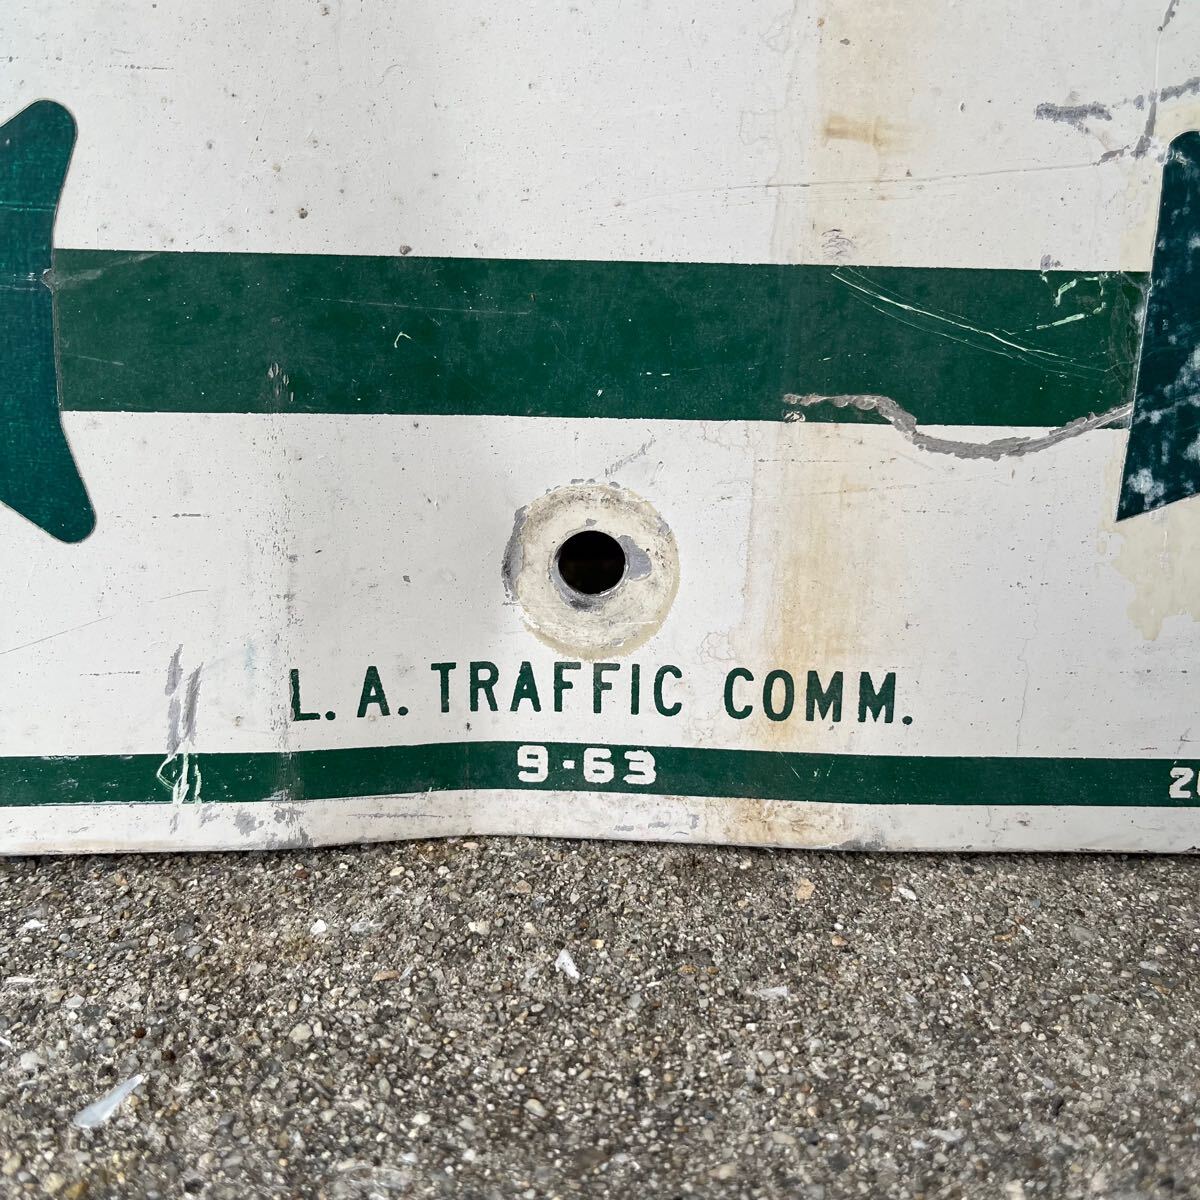 L. A. TRAFFIC COMM.
9-63